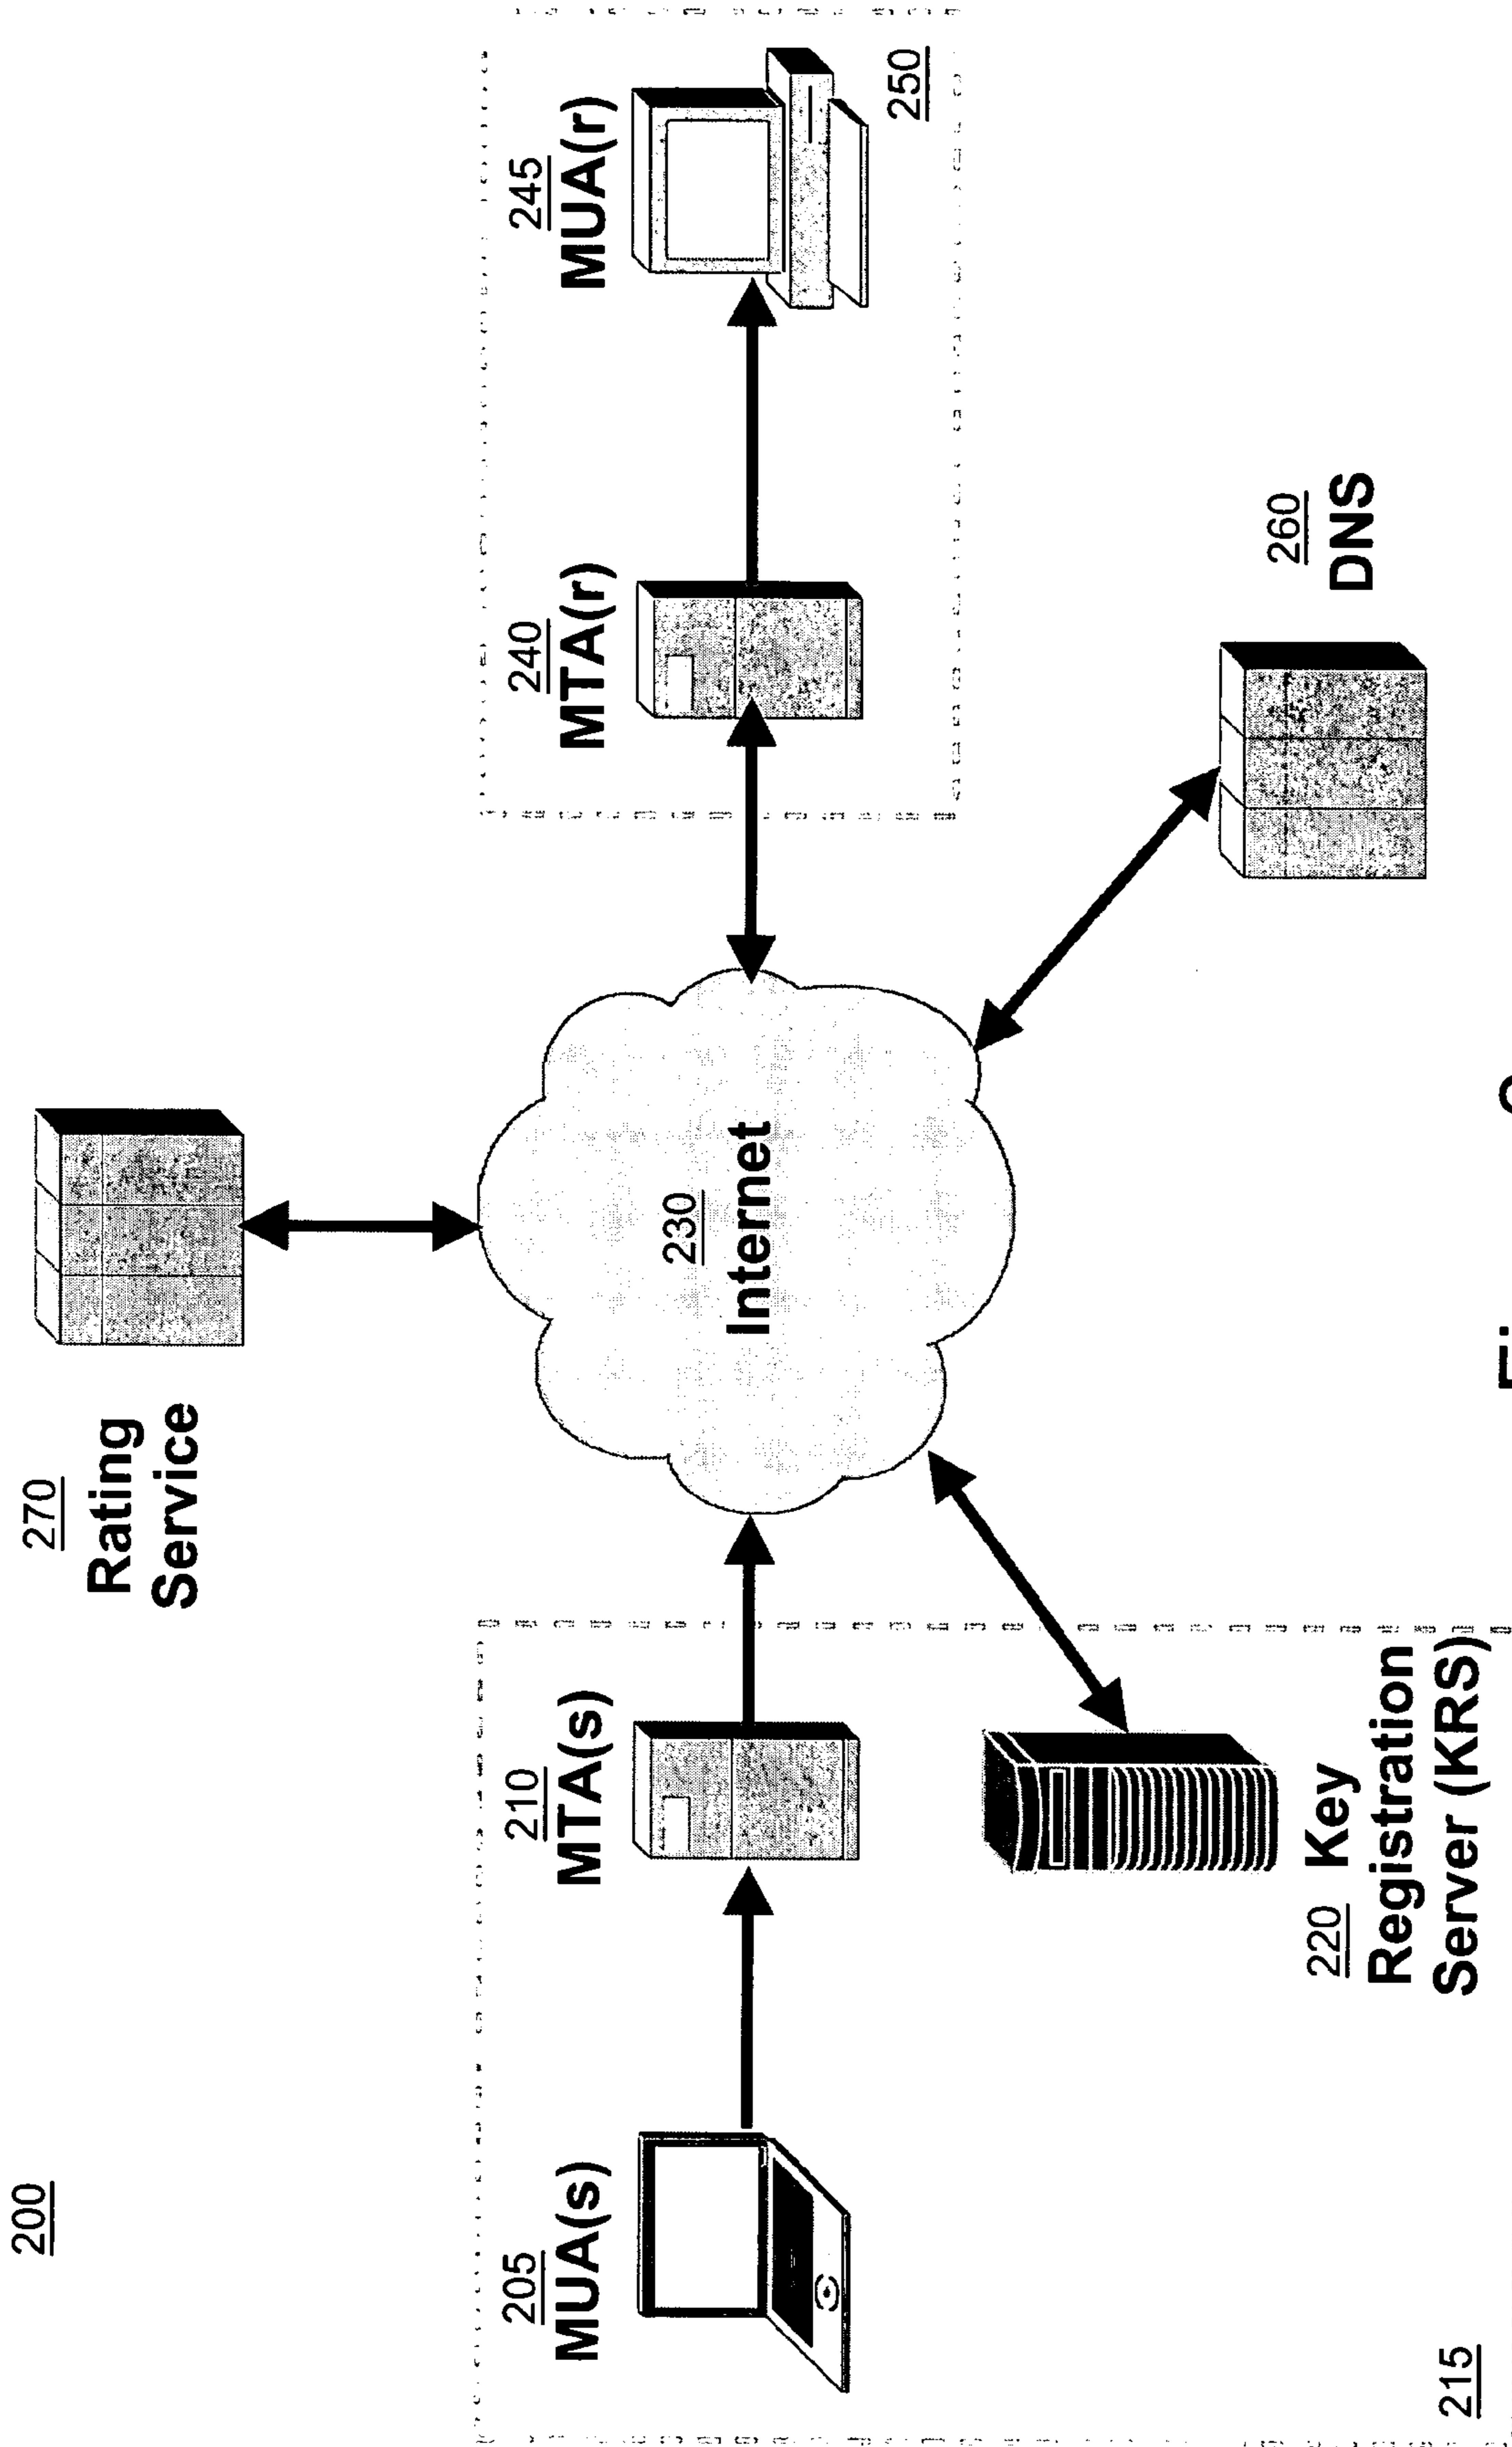 200
270
Rating
Service
205
MUA(s)
210
MTA(s)
230
Internet
240
MTA(r)
245
MUA(r)
250
220 Key
Registration
Server (KRS)
260
DNS
215